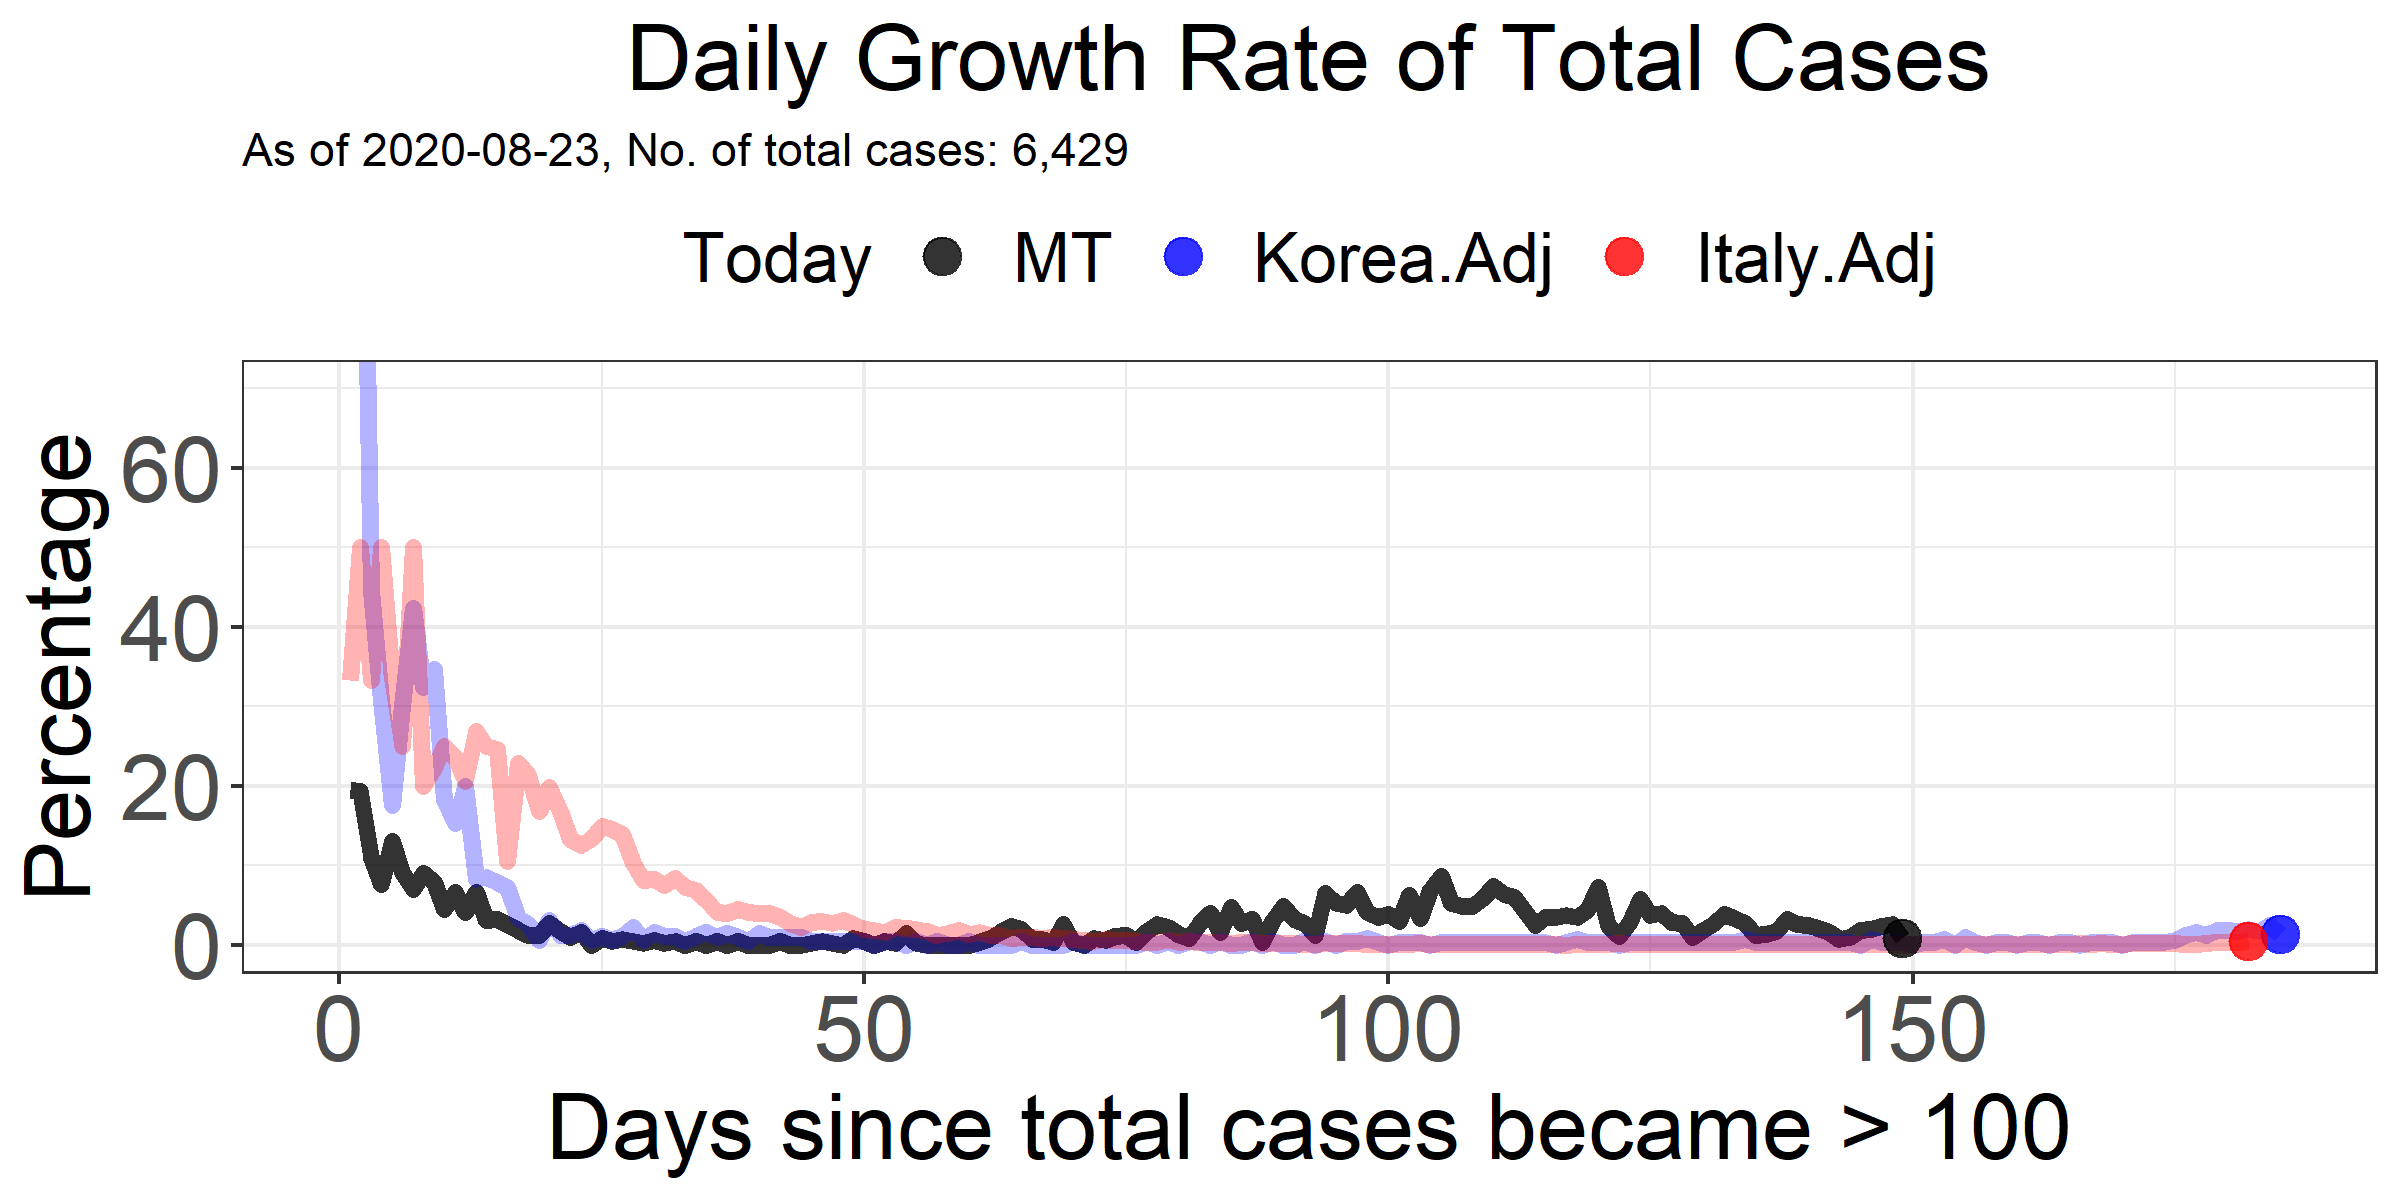 Daily Growth Rate of Total Cases
As of 2020-08-23, No. of total cases: 6,429
Today MT Korea.Adj Italy.Adj
Percentage
60
40
20
0
0 50 100 150
Days since total cases became > 100